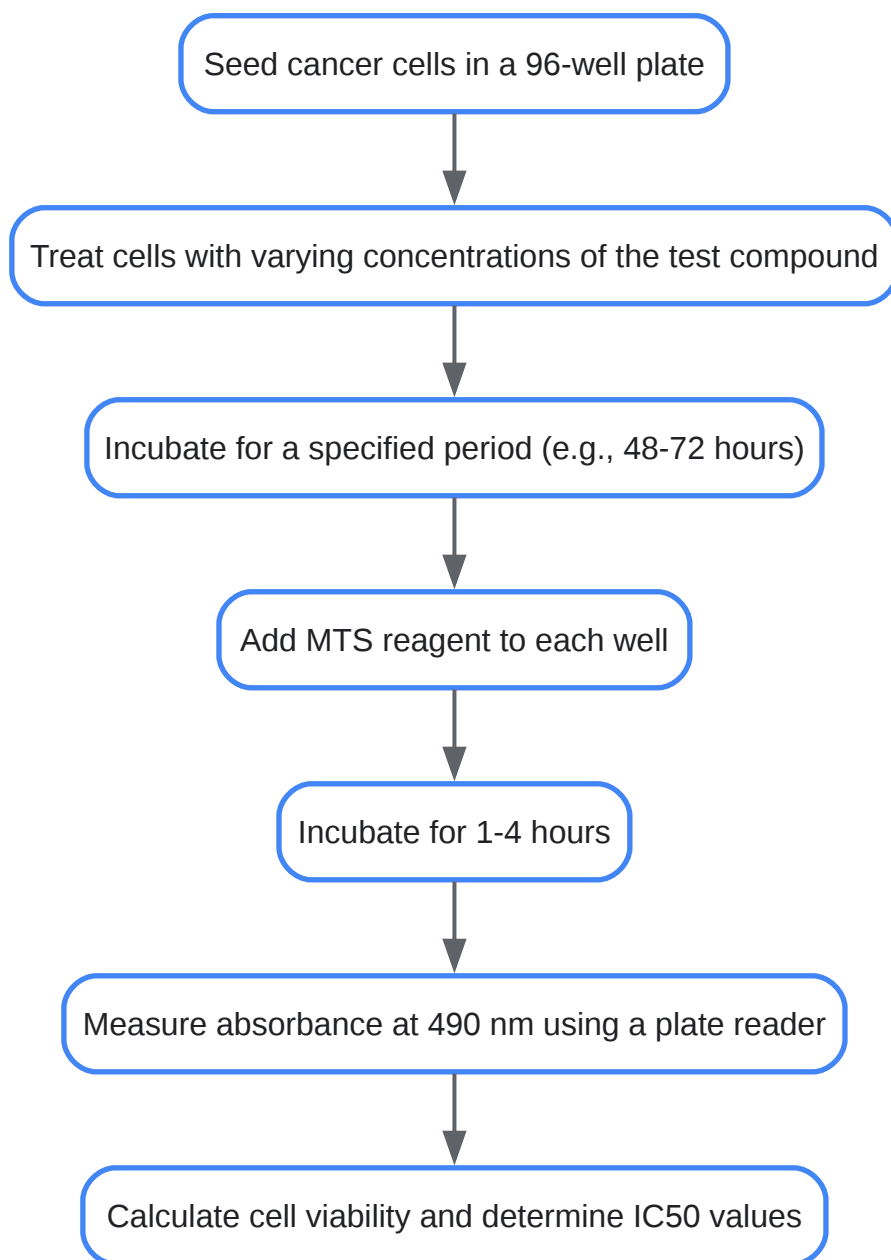 Seed cancer cells in a 96-well plate
Treat cells with varying concentrations of the test compound
Incubate for a specified period (e.g., 48-72 hours)
Add MTS reagent to each well
Incubate for 1-4 hours
Measure absorbance at 490 nm using a plate reader
Calculate cell viability and determine IC50 values